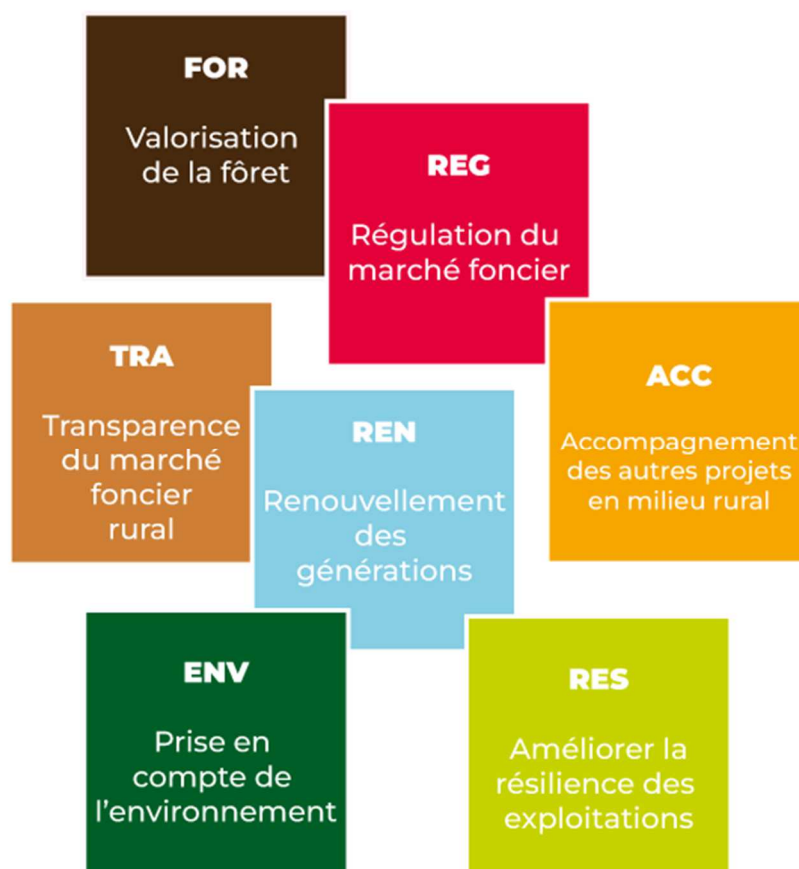 FOR
Valorisation
de la fôret
REG
Régulation du
marché foncier
TRA
Transparence
du marché
foncier
rural
REN
Renouvellement
des
générations
ACC
Accompagnement
des autres projets
en milieu rural
ENV
Prise en
compte de
l'environnement
RES
Améliorer la
résilience des
exploitations